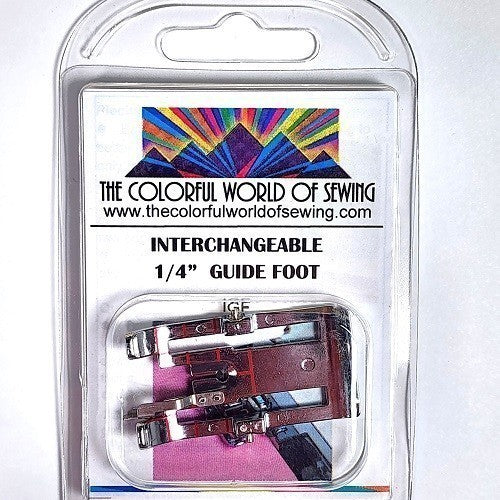 THE COLORFUL WORLD OF SEWING
www.thecolorfulworldofsewing.com
INTERCHANGEABLE
1/4” GUIDE FOOT
IGF